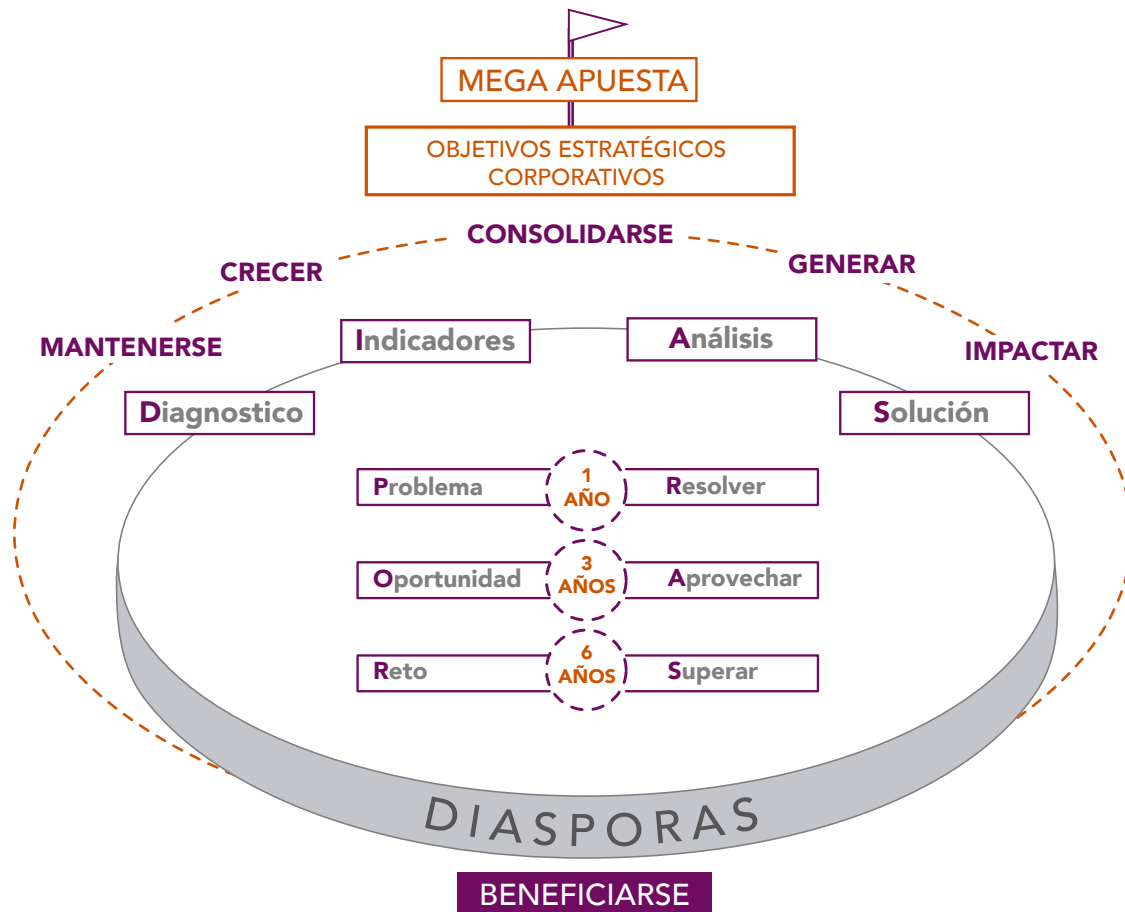 MEGA APUESTA
OBJETIVOS ESTRATÉGICOS
CORPORATIVOS
CONSOLIDARSE
CRECER
GENERAR
MANTENERSE
IMPACTAR
Indicadores
Análisis
Diagnostico
Solución
Problema
1
AÑO
Resolver
Oportunidad
3
AÑOS
Aprovechar
Reto
6
AÑOS
Superar
DIASPORAS
BENEFICIARSE